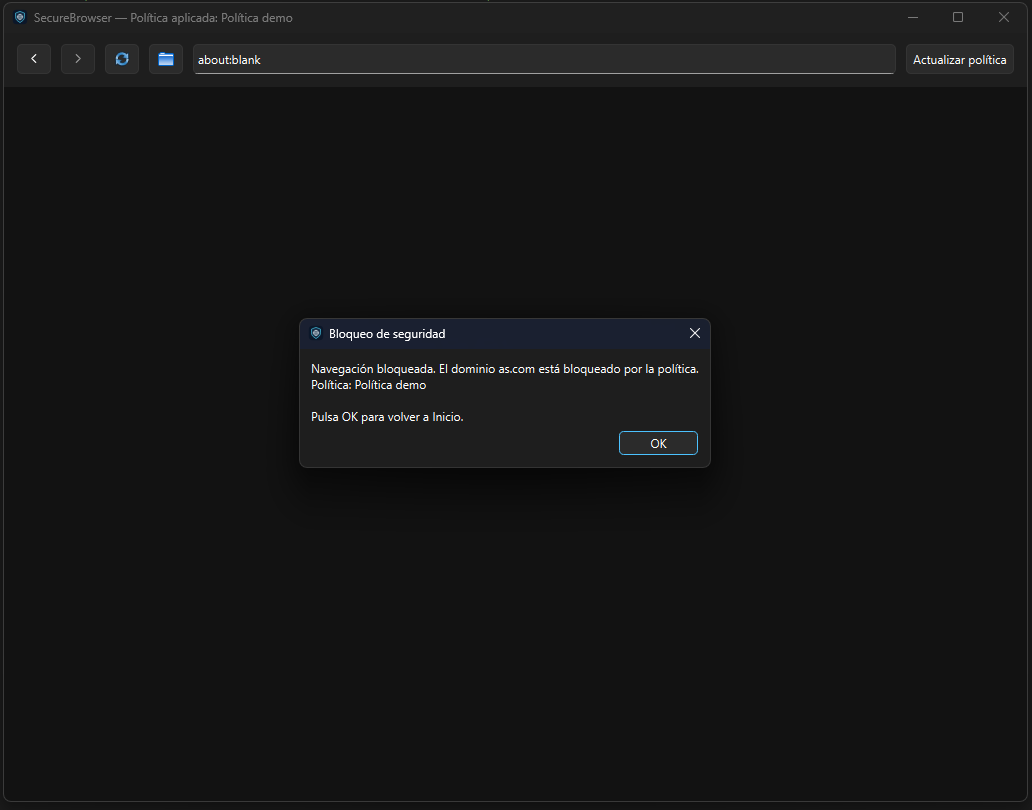 SecureBrowser — Política aplicada: Política demo
about:blank
Actualizar política
Bloqueo de seguridad
Navegación bloqueada. El dominio as.com está bloqueado por la política.
Política: Política demo
Pulsa OK para volver a Inicio.
OK